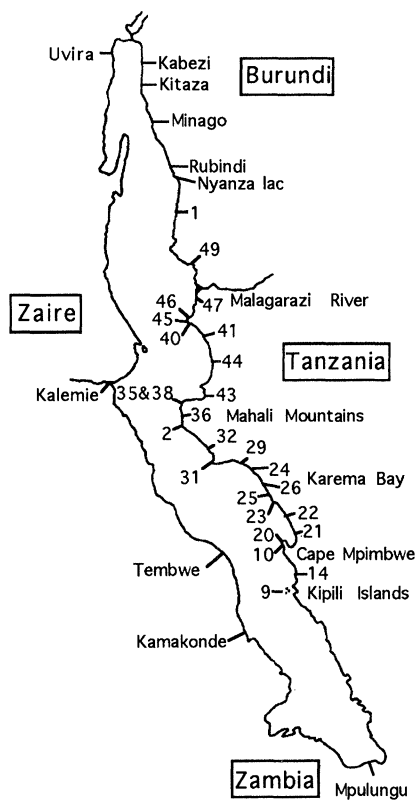 Uvira
Kabezi
Burundi
Kitaza
Minago
Rubindi
Nyanza lac
1
49
Zaire
46
47
Malagarazi River
45
40
41
Tanzania
44
Kalemie
35&38
43
36
Mahali Mountains
2
32
29
31
24
Karema Bay
26
25
22
23
21
20
10
Cape Mpimbwe
14
Tembwe
9
Kipili Islands
Kamakonde
Zambia
Mpulungu